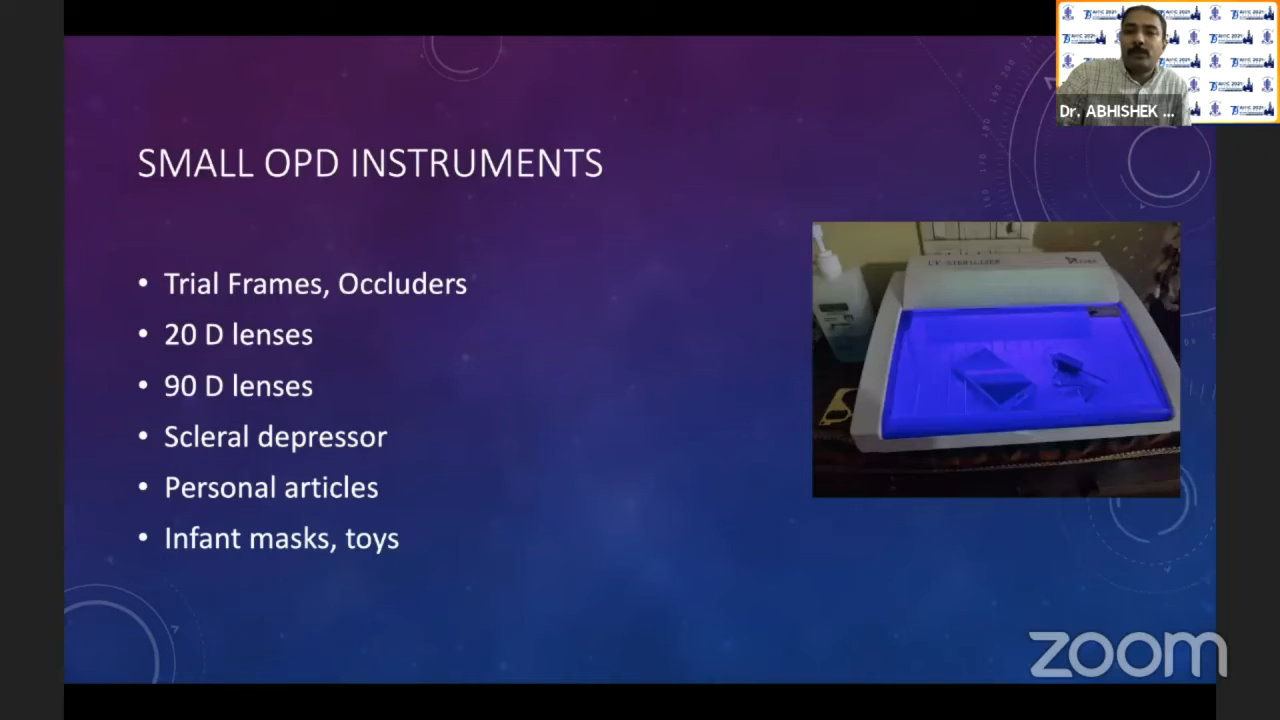 SMALL OPD INSTRUMENTS
• Trial Frames, Occluders
• 20 D lenses
• 90 D lenses
• Scleral depressor
• Personal articles
• Infant masks, toys
UV STERILIZER
Dr. ABHISHEK ...
zoom